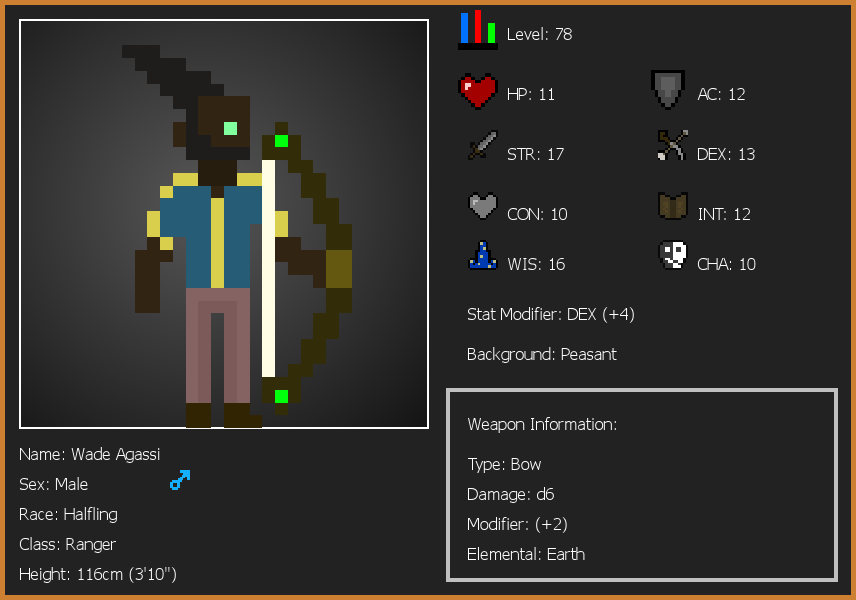 Level: 78
HP: 11
AC: 12
STR: 17
DEX: 13
CON: 10
INT: 12
WIS: 16
CHA: 10
Stat Modifier: DEX (+4)
Background: Peasant
Weapon Information:
Type: Bow
Damage: d6
Modifier: (+2)
Elemental: Earth
Name: Wade Agassi
Sex: Male
Race: Halfling
Class: Ranger
Height: 116cm (3'10")